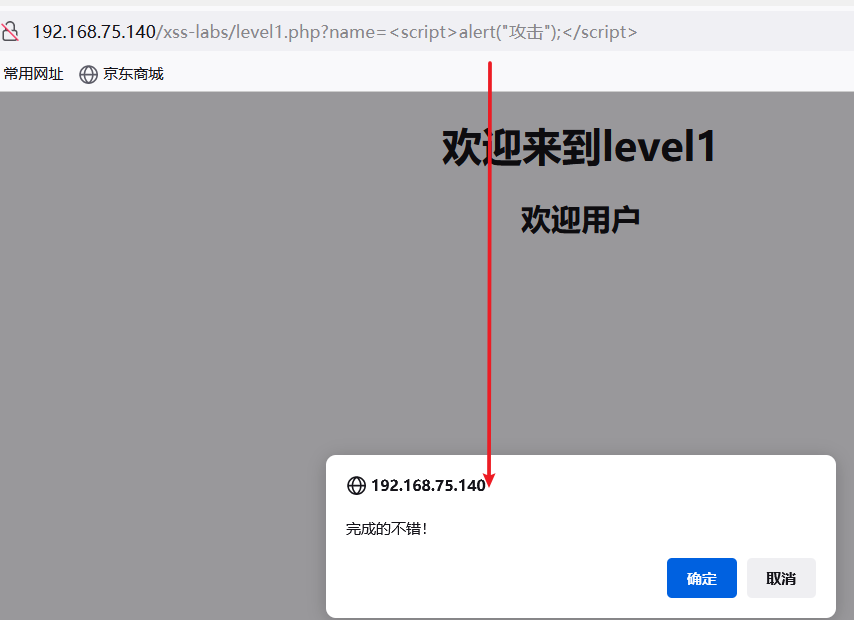 192.168.75.140/xss-labs/level1.php?name=<script>alert("攻击");</script>
常用网址 京东商城
欢迎来到level1
欢迎用户
192.168.75.140
完成的不错!
确定 取消